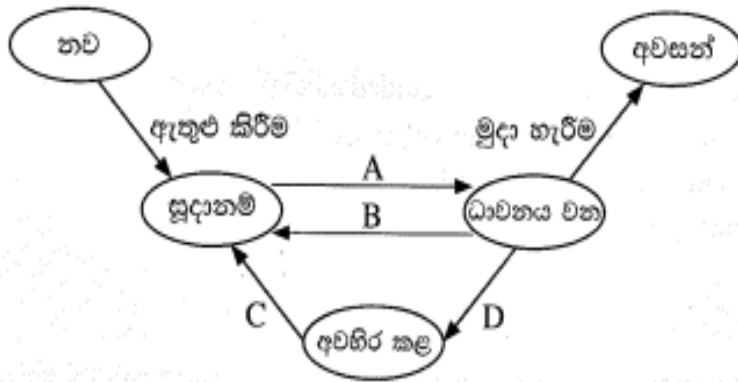 නව
අවසන්
ඇතුළු කිරීම
මුදා හැරීම
A
සූදානම්
ධාවනය වන
B
C
D
අවහිර කළ